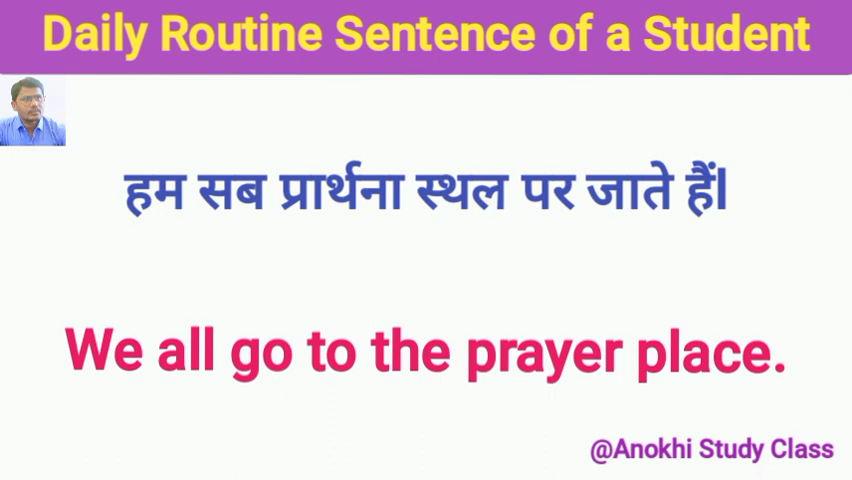 Daily Routine Sentence of a Student
हम सब प्रार्थना स्थल पर जाते हैंl
We all go to the prayer place.
@Anokhi Study Class